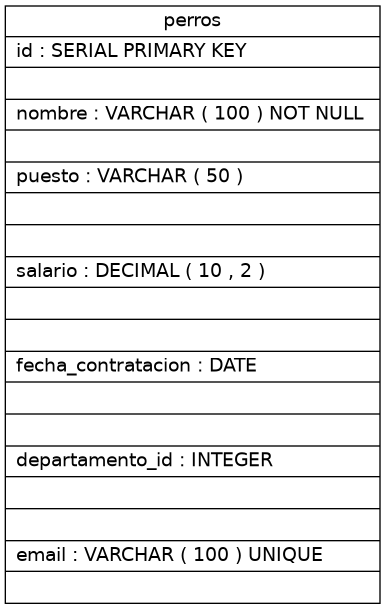 perros
id : SERIAL PRIMARY KEY
nombre : VARCHAR ( 100 ) NOT NULL
puesto : VARCHAR ( 50 )
salario : DECIMAL ( 10 , 2 )
fecha_contratacion : DATE
departamento_id : INTEGER
email : VARCHAR ( 100 ) UNIQUE